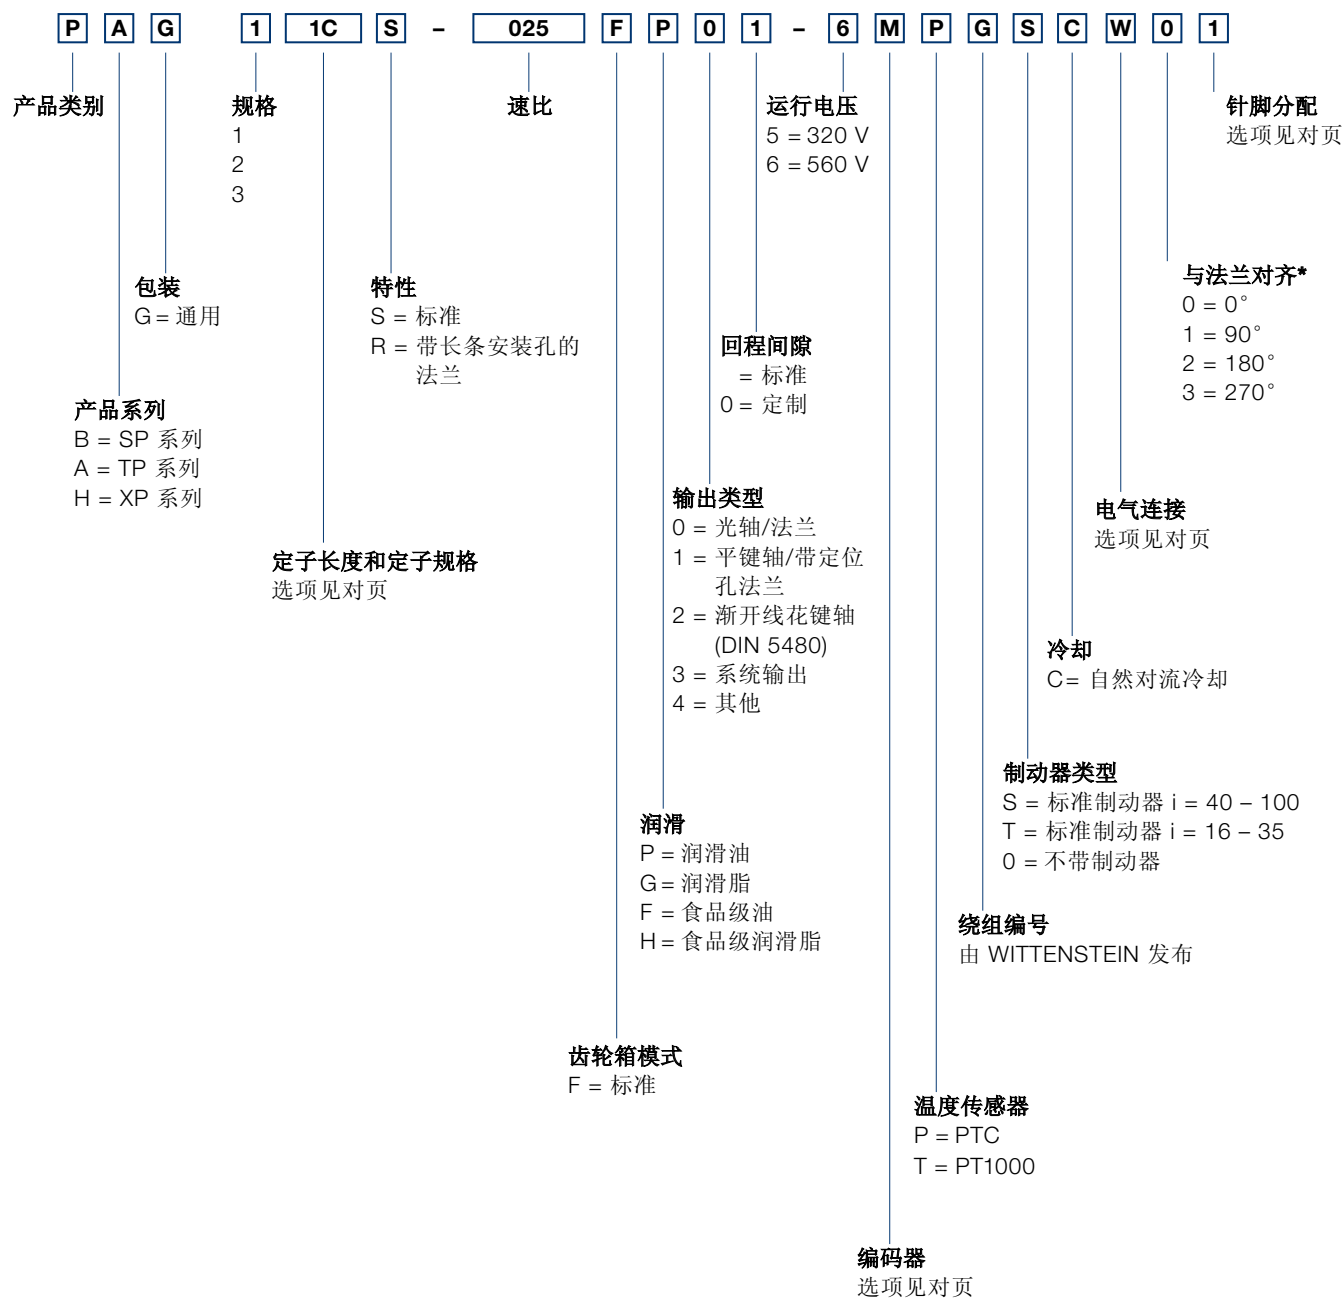 P A G 1 1C S – 025 F P 0 1 – 6 M P G S C W 0 1
产品类别
规格
1
2
3
速比
运行电压
5 = 320 V
6 = 560 V
针脚分配
选项见对页
包装
G = 通用
特性
S = 标准
R = 带长条安装孔的
法兰
回程间隙
= 标准
0 = 定制
与法兰对齐*
0 = 0°
1 = 90°
2 = 180°
3 = 270°
产品系列
B = SP 系列
A = TP 系列
H = XP 系列
输出类型
0 = 光轴/法兰
1 = 平键轴/带定位
孔法兰
2 = 渐开线花键轴
(DIN 5480)
3 = 系统输出
4 = 其他
电气连接
选项见对页
定子长度和定子规格
选项见对页
冷却
C = 自然对流冷却
制动器类型
S = 标准制动器 i = 40 – 100
T = 标准制动器 i = 16 – 35
0 = 不带制动器
润滑
P = 润滑油
G = 润滑脂
F = 食品级油
H = 食品级润滑脂
绕组编号
由 WITTENSTEIN 发布
齿轮箱模式
F = 标准
温度传感器
P = PTC
T = PT1000
编码器
选项见对页